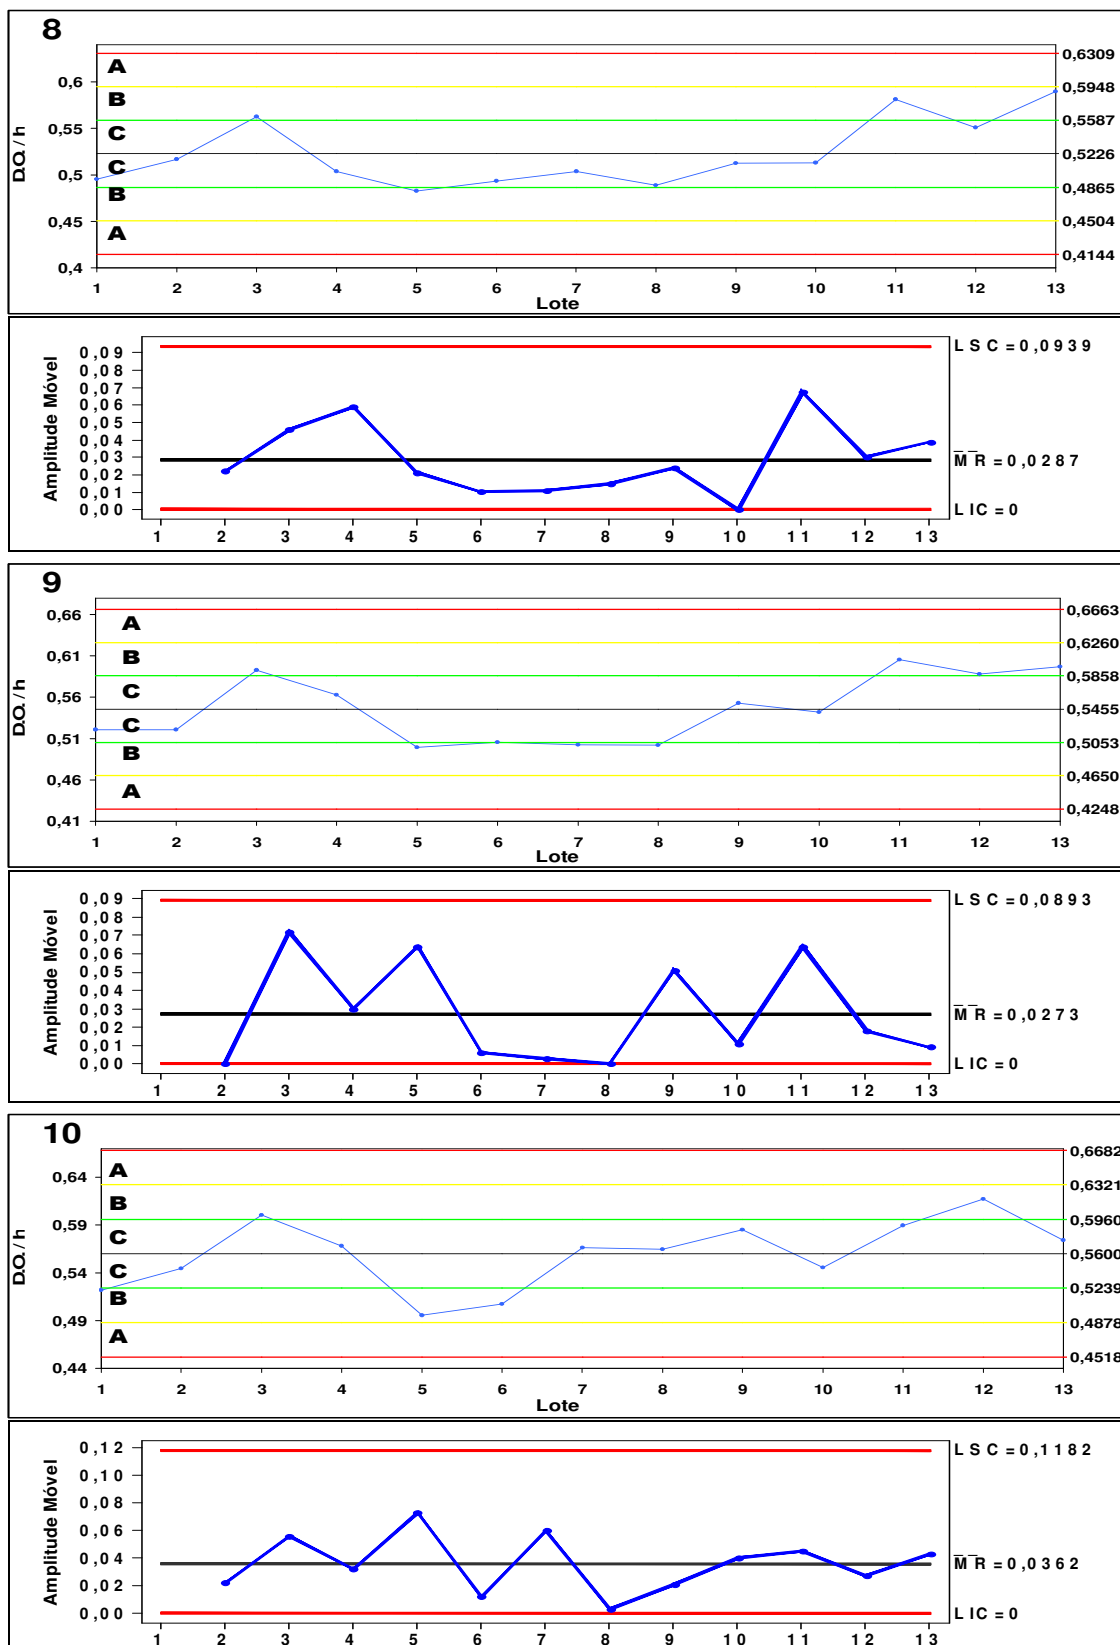 8
0,6309
A
0,6
0,5948
B
0,5587
0,55
C
D.O. / h
0,5226
C
0,5
0,4865
B
0,45
0,4504
A
0,4144
0,4
1 2 3 4 5 6 7 8 9 10 11 12 13
Lote
Amplitude Móvel
0,09
LSC=0,0939
0,08
0,07
0,06
0,05
0,04
0,03
MR=0,0287
0,02
0,01
0,00
LIC=0
1 2 3 4 5 6 7 8 9 10 11 12 13
9
0,6663
0,66
A
0,6260
0,61
B
0,5858
0,56
C
D.O. / h
0,5455
C
0,51
0,5053
B
0,46
0,4650
A
0,4248
0,41
1 2 3 4 5 6 7 8 9 10 11 12 13
Lote
Amplitude Móvel
0,09
LSC=0,0893
0,08
0,07
0,06
0,05
0,04
0,03
MR=0,0273
0,02
0,01
0,00
LIC=0
1 2 3 4 5 6 7 8 9 10 11 12 13
10
0,6682
A
0,64
0,6321
B
0,5960
0,59
C
D.O. / h
0,5600
0,54
C
0,5239
B
0,49
0,4878
A
0,4518
0,44
1 2 3 4 5 6 7 8 9 10 11 12 13
Lote
Amplitude Móvel
0,12
LSC=0,1182
0,10
0,08
0,06
0,04
MR=0,0362
0,02
0,00
LIC=0
1 2 3 4 5 6 7 8 9 10 11 12 13